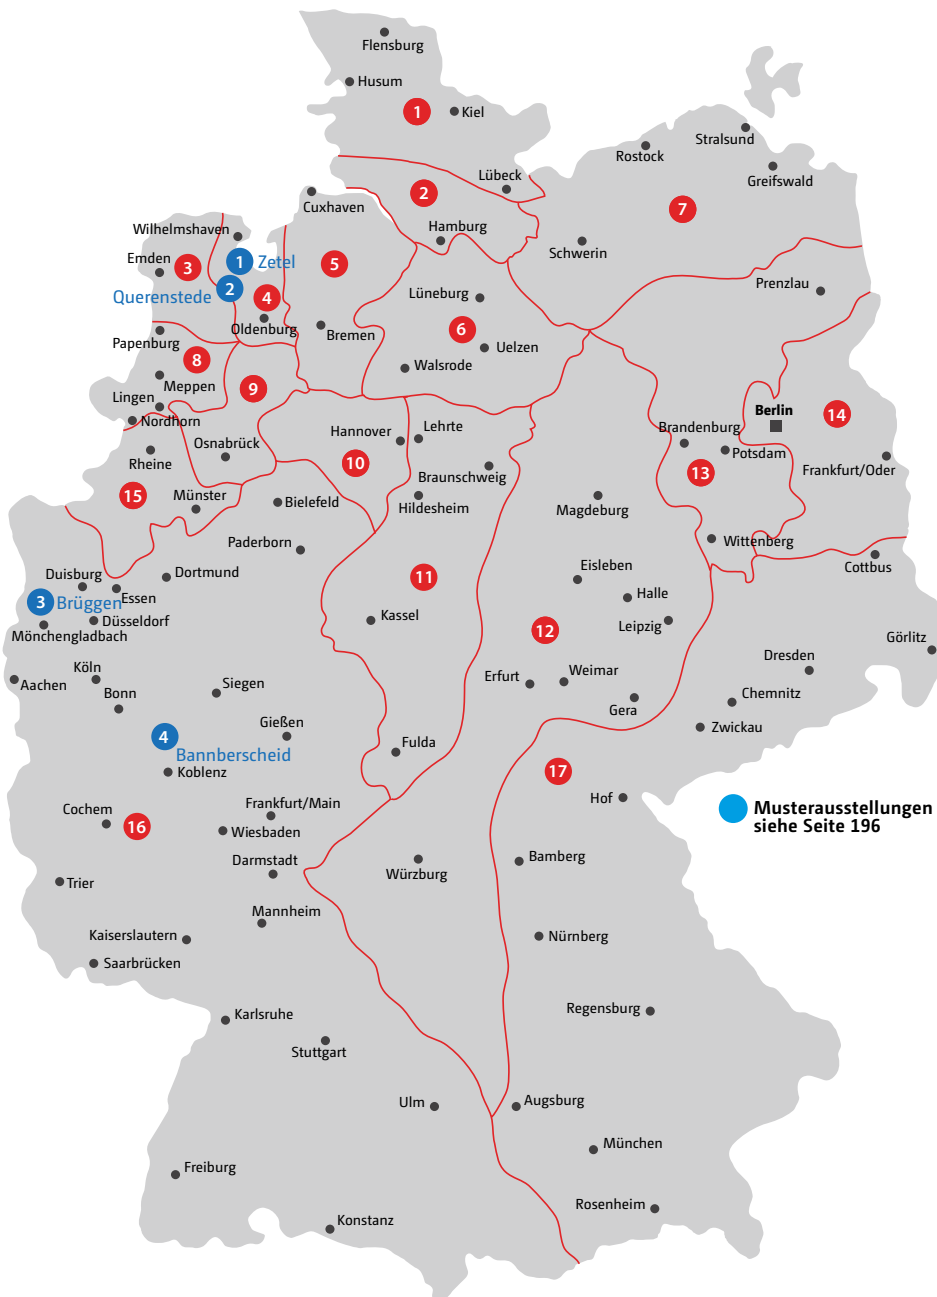 Flensburg
Husum
1
Kiel
Stralsund
Rostock
Greifswald
Lübeck
2
Cuxhaven
7
Wilhelmshaven
Hamburg
Schwerin
Emden
3
1 Zetel
5
Prenzlau
Querenstede 2
4
Lüneburg
Oldenburg
Bremen
6
Papenburg
Uelzen
8
Walsrode
Meppen
9
Lingen
Berlin
14
Nordhorn
Hannover
Lehrte
Brandenburg
Osnabrück
Potsdam
Rheine
10
Braunschweig
13
Frankfurt/Oder
15
Münster
Bielefeld
Hildesheim
Magdeburg
Paderborn
Wittenberg
Cottbus
Duisburg
Dortmund
11
Eisleben
Essen
Halle
3 Brüggen
Düsseldorf
Kassel
Leipzig
Mönchengladbach
12
Görlitz
Köln
Dresden
Aachen
Bonn
Siegen
Erfurt
Weimar
Chemnitz
Gera
Gießen
Zwickau
4
Fulda
Bannberscheid
Koblenz
17
Hof
Cochem
Frankfurt/Main
Musterausstellungen
siehe Seite 196
16
Wiesbaden
Darmstadt
Würzburg
Bamberg
Trier
Mannheim
Kaiserslautern
Nürnberg
Saarbrücken
Karlsruhe
Regensburg
Stuttgart
Ulm
Augsburg
München
Freiburg
Rosenheim
Konstanz